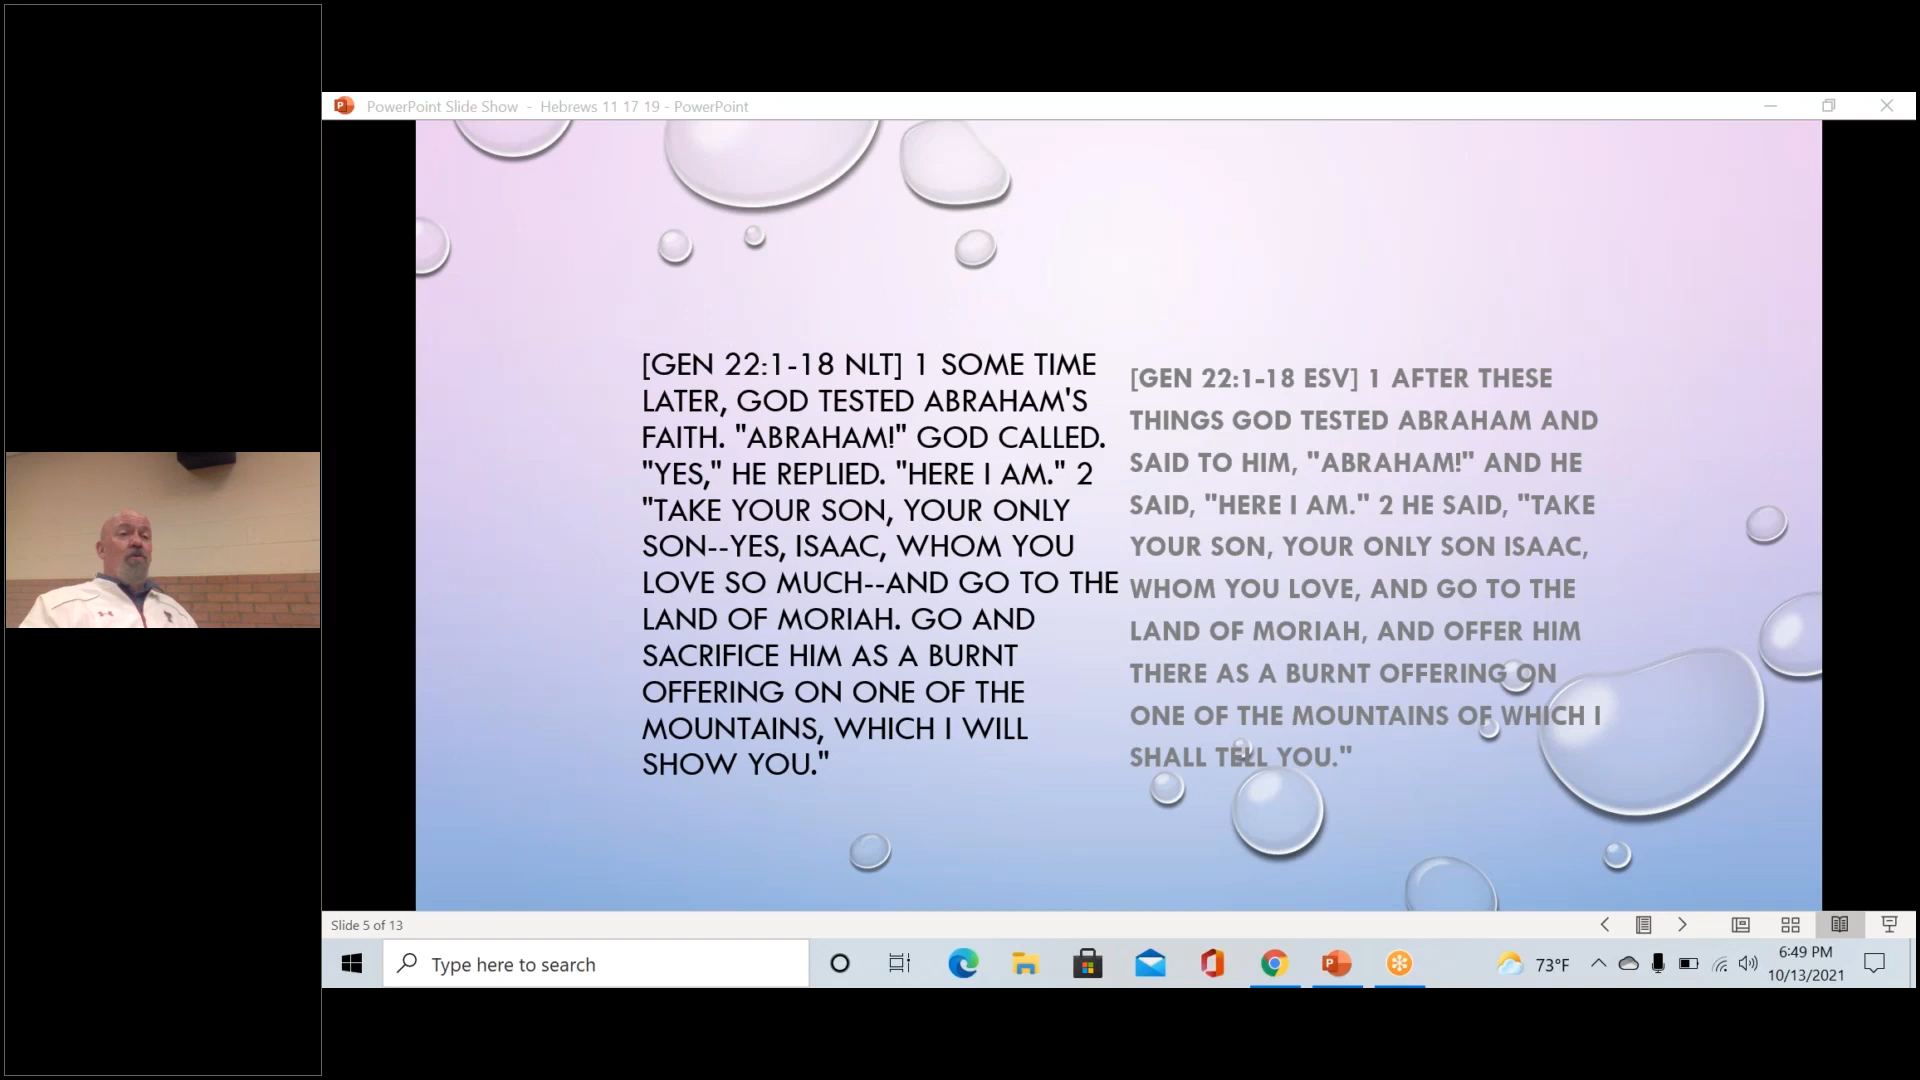 PowerPoint Slide Show - Hebrews 11 17 19 - PowerPoint
[GEN 22:1-18 NLT] 1 SOME TIME
LATER, GOD TESTED ABRAHAM'S
FAITH. "ABRAHAM!" GOD CALLED.
"YES," HE REPLIED. "HERE I AM." 2
"TAKE YOUR SON, YOUR ONLY
SON--YES, ISAAC, WHOM YOU
LOVE SO MUCH--AND GO TO THE
LAND OF MORIAH. GO AND
SACRIFICE HIM AS A BURNT
OFFERING ON ONE OF THE
MOUNTAINS, WHICH I WILL
SHOW YOU."
[GEN 22:1-18 ESV] 1 AFTER THESE
THINGS GOD TESTED ABRAHAM AND
SAID TO HIM, "ABRAHAM!" AND HE
SAID, "HERE I AM." 2 HE SAID, "TAKE
YOUR SON, YOUR ONLY SON ISAAC,
WHOM YOU LOVE, AND GO TO THE
LAND OF MORIAH, AND OFFER HIM
THERE AS A BURNT OFFERING ON
ONE OF THE MOUNTAINS OF WHICH I
SHALL TELL YOU."
Slide 5 of 13
Type here to search
73°F
6:49 PM
10/13/2021